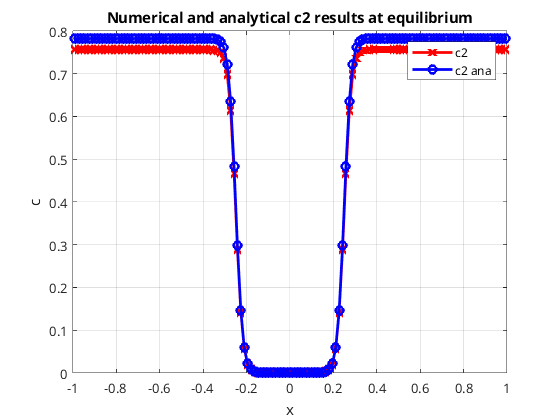 Numerical and analytical c2 results at equilibrium
0.8
0.7
0.6
0.5
0.4
0.3
0.2
0.1
0
c
c2
c2 ana
-1 -0.8 -0.6 -0.4 -0.2 0 0.2 0.4 0.6 0.8 1
x